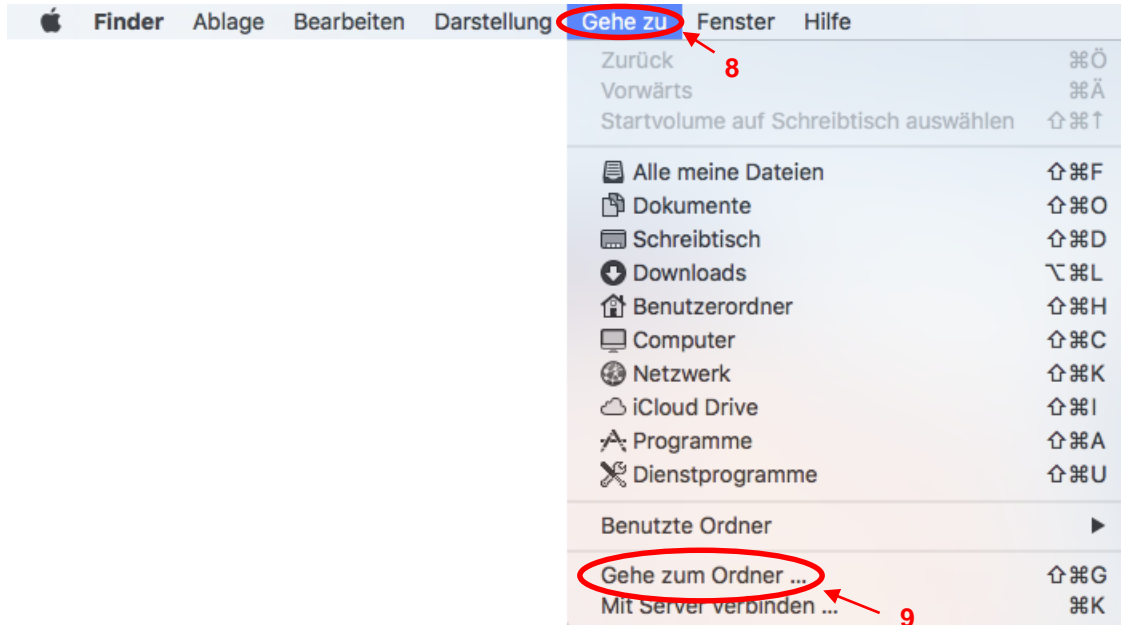 Finder Ablage Bearbeiten Darstellung Gehe zu Fenster Hilfe
8
Zurück ⌘Ö
Vorwärts ⌘Ä
Startvolume auf Schreibtisch auswählen ⇧⌘↑
Alle meine Dateien ⇧⌘F
Dokumente ⇧⌘O
Schreibtisch ⇧⌘D
Downloads ⌥⌘L
Benutzerordner ⇧⌘H
Computer ⇧⌘C
Netzwerk ⇧⌘K
iCloud Drive ⇧⌘I
Programme ⇧⌘A
Dienstprogramme ⇧⌘U
Benutzte Ordner ▶
Gehe zum Ordner ... ⇧⌘G
Mit Server verbinden ... ⌘K
9